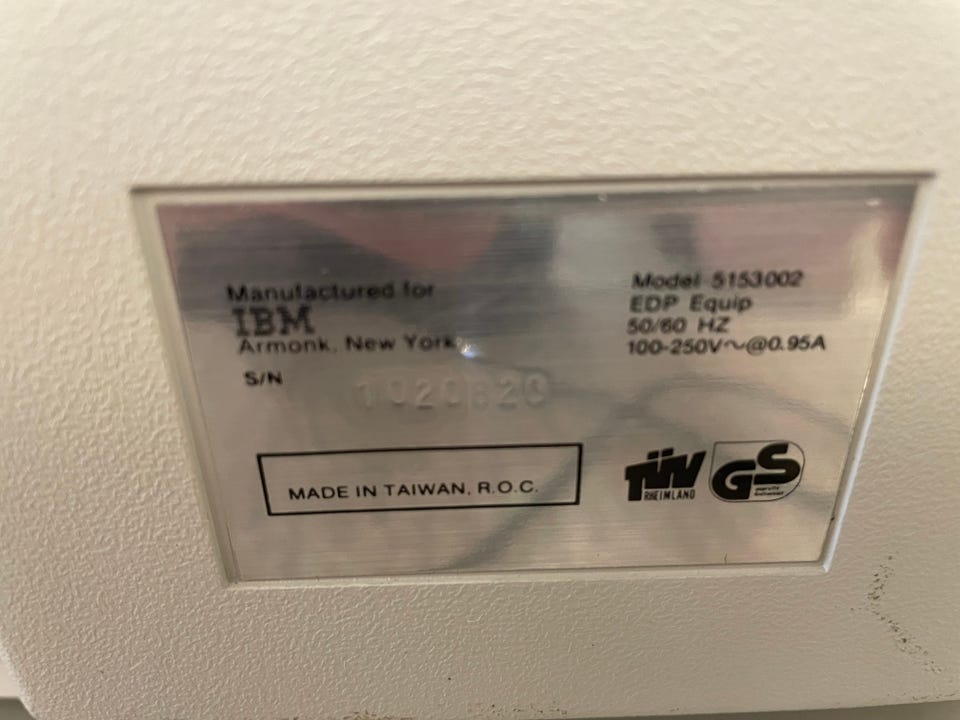 Manufactured for
IBM
Armonk, New York
S/N
MADE IN TAIWAN, R.O.C.
Model 5153002
EDP Equip
50/60 HZ
100-250V~@0.95A
TÜV
RHEINLAND
GS